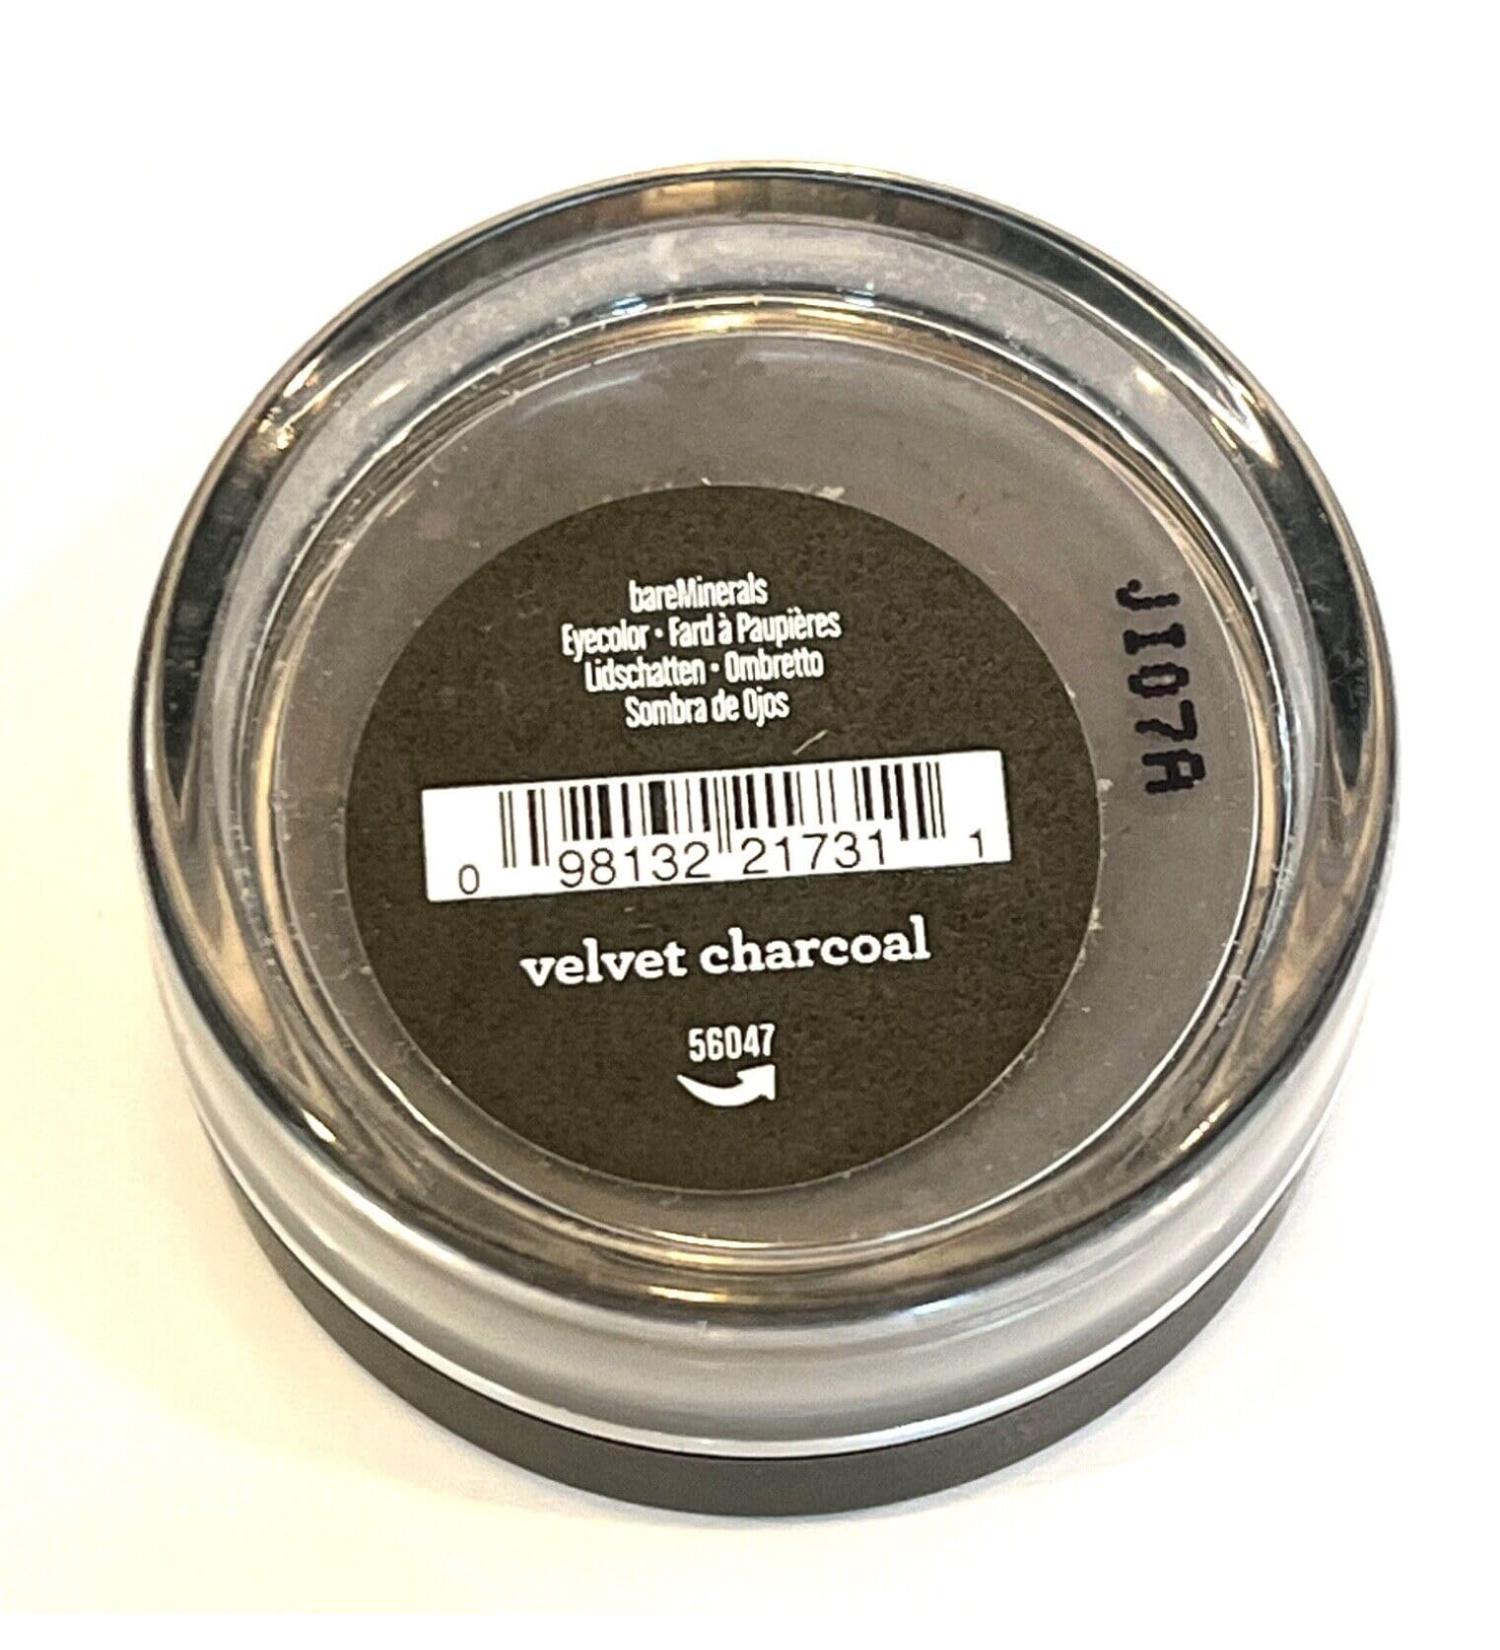 bareMinerals
Eyecolor • Fard à Paupières
Lidschatten • Ombretto
Sombra de Ojos
0 98132 21731 1
velvet charcoal
56047
JI07A